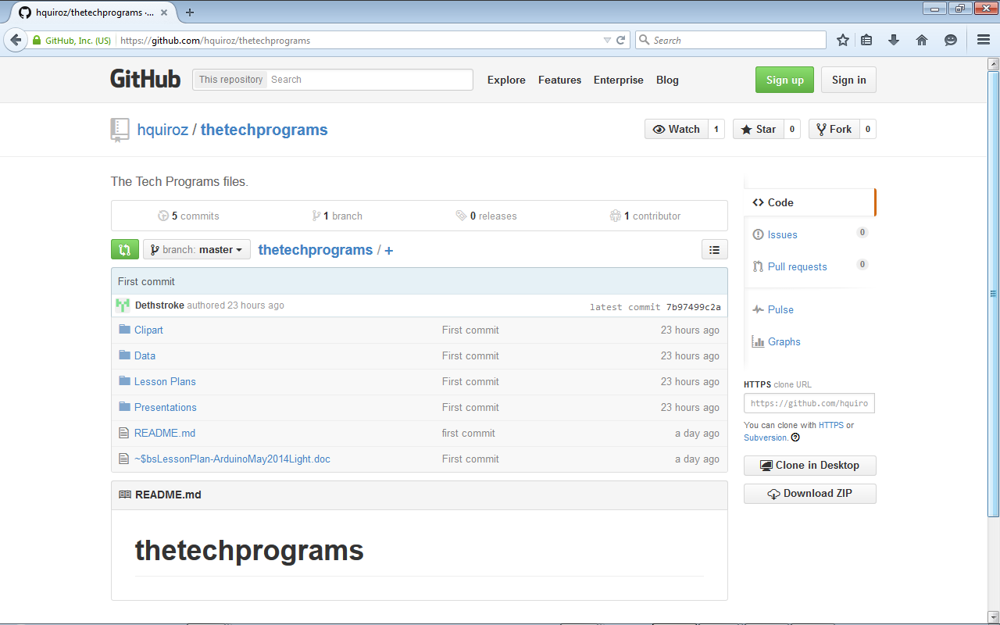 hquiroz/thetechprograms ·...
GitHub, Inc. (US) https://github.com/hquiroz/thetechprograms Search
GitHub This repository Search Explore Features Enterprise Blog Sign up Sign in
hquiroz / thetechprograms Watch 1 Star 0 Fork 0
The Tech Programs files.
5 commits 1 branch 0 releases 1 contributor
branch: master thetechprograms / +
First commit
Dethstroke authored 23 hours ago latest commit 7b97499c2a
Clipart First commit 23 hours ago
Data First commit 23 hours ago
Lesson Plans First commit 23 hours ago
Presentations First commit 23 hours ago
README.md first commit a day ago
~$bsLessonPlan-ArduinoMay2014Light.doc First commit a day ago
README.md
thetechprograms
Code
Issues 0
Pull requests 0
Pulse
Graphs
HTTPS clone URL
https://github.com/hquiro
You can clone with HTTPS or
Subversion.
Clone in Desktop
Download ZIP